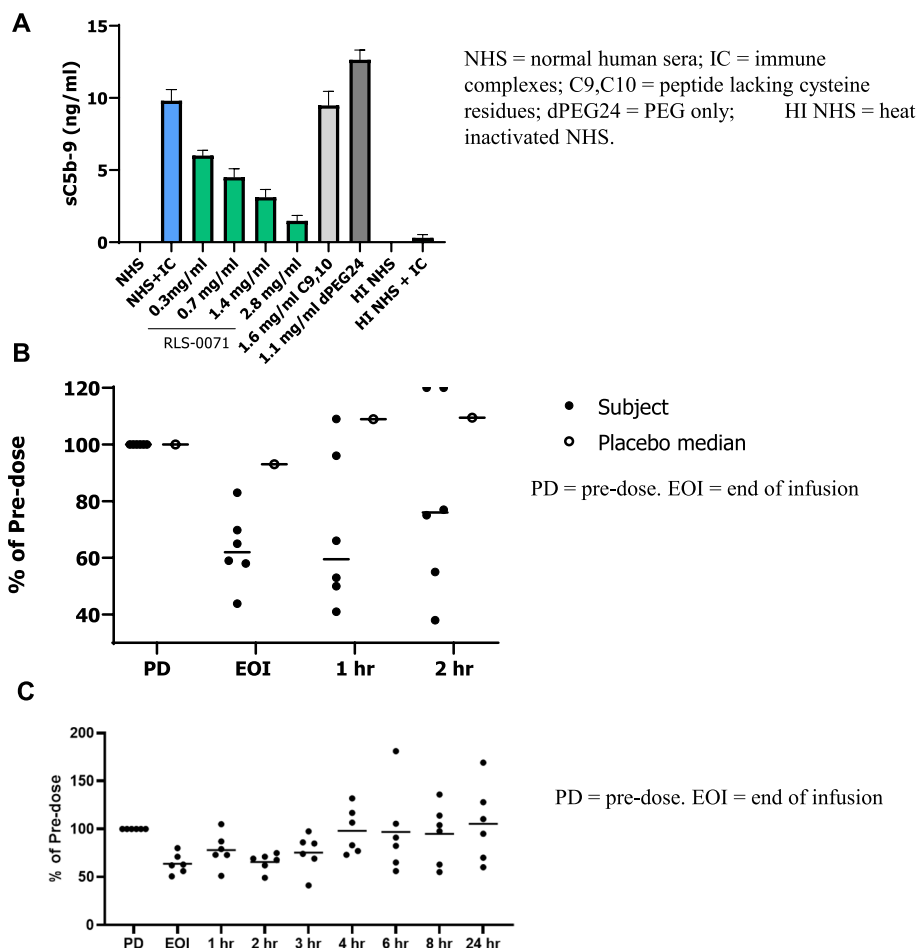 A
15
10
5
0
sC5b-9 (ng/ml)
NHS
NHS+IC
0.3mg/ml
0.7 mg/ml
1.4 mg/ml
2.8 mg/ml
1.6 mg/ml C9,10
1.1 mg/ml dPEG24
HI NHS
HI NHS + IC
RLS-0071
NHS = normal human sera; IC = immune
complexes; C9,C10 = peptide lacking cysteine
residues; dPEG24 = PEG only; HI NHS = heat
inactivated NHS.
B
120
100
80
60
40
% of Pre-dose
PD EOI 1 hr 2 hr
Subject
Placebo median
PD = pre-dose. EOI = end of infusion
C
200
150
100
50
0
% of Pre-dose
PD EOI 1 hr 2 hr 3 hr 4 hr 6 hr 8 hr 24 hr
PD = pre-dose. EOI = end of infusion